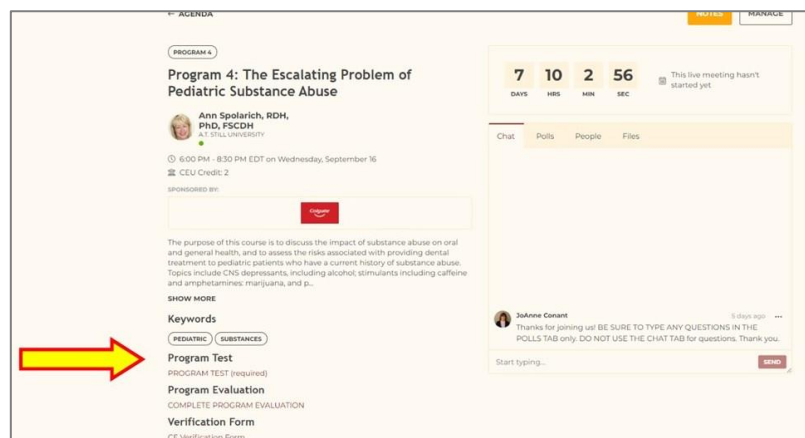 ← AGENDA
NOTES
MANAGE
PROGRAM 4
Program 4: The Escalating Problem of
Pediatric Substance Abuse
Ann Spolarich, RDH,
PhD, FSCDH
A.T. STILL UNIVERSITY
6:00 PM - 8:30 PM EDT on Wednesday, September 16
CEU Credit: 2
SPONSORED BY:
Colgate
The purpose of this course is to discuss the impact of substance abuse on oral
and general health, and to assess the risks associated with providing dental
treatment to pediatric patients who have a current history of substance abuse.
Topics include CNS depressants, including alcohol; stimulants including caffeine
and amphetamines; marijuana, and p...
SHOW MORE
Keywords
PEDIATRIC SUBSTANCES
Program Test
PROGRAM TEST (required)
Program Evaluation
COMPLETE PROGRAM EVALUATION
Verification Form
CE Verification Form
7 10 2 56
DAYS HRS MIN SEC
This live meeting hasn't
started yet
Chat Polls People Files
JoAnne Conant 5 days ago ...
Thanks for joining us! BE SURE TO TYPE ANY QUESTIONS IN THE
POLLS TAB only. DO NOT USE THE CHAT TAB for questions. Thank you.
Start typing...
SEND